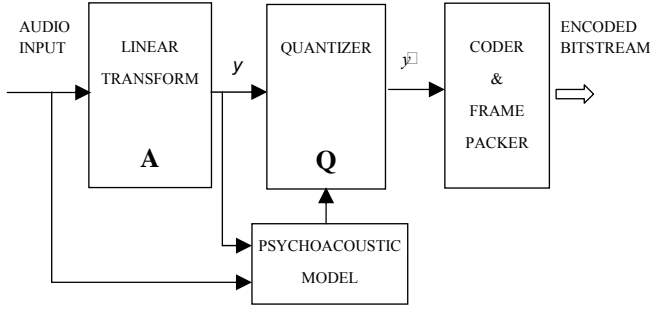 AUDIO
INPUT
LINEAR
TRANSFORM
A
y
QUANTIZER
Q
y
CODER
&
FRAME
PACKER
ENCODED
BITSTREAM
PSYCHOACOUSTIC
MODEL